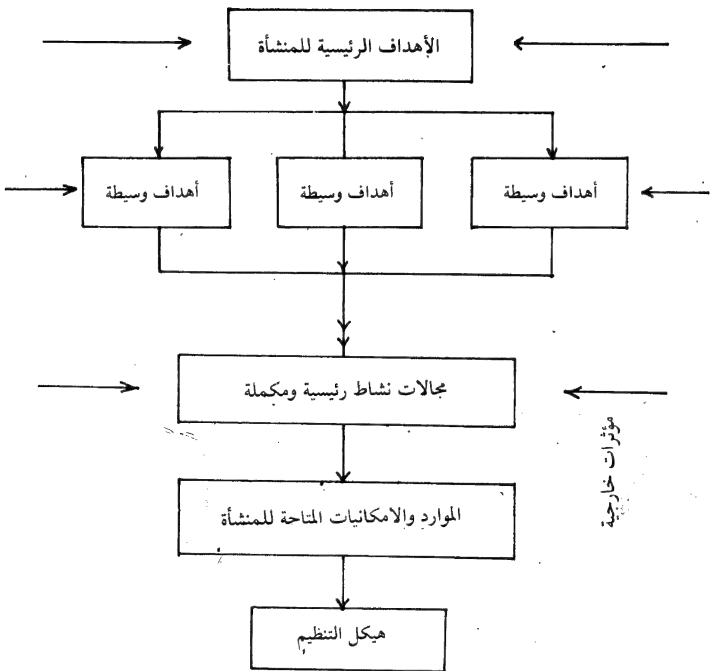 الأهداف الرئيسية للمنشأة
أهداف وسيطة
أهداف وسيطة
أهداف وسيطة
مجالات نشاط رئيسية ومكملة
مؤثرات خارجية
الموارد والامكانيات المتاحة للمنشأة
هيكل التنظيم